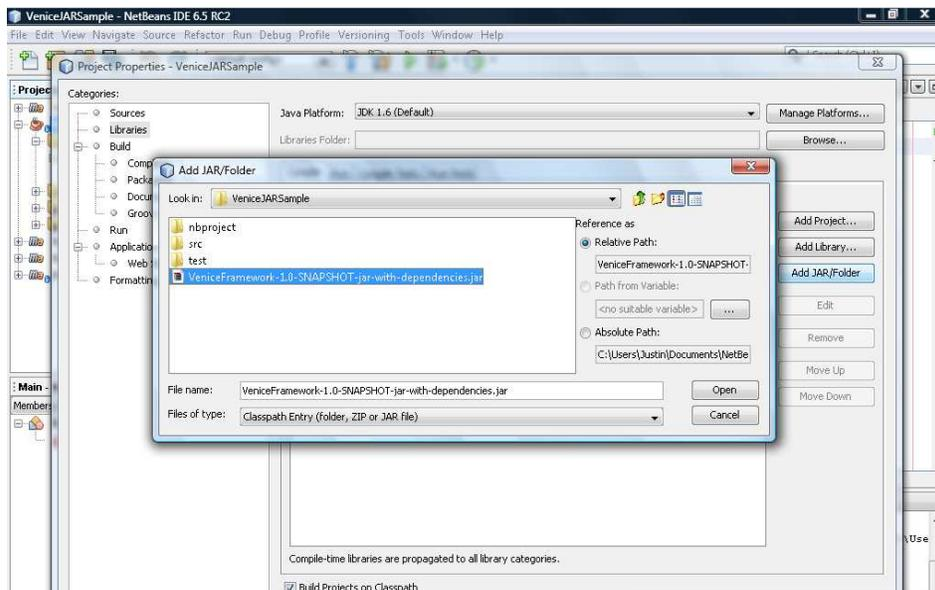 VeniceJARSample - NetBeans IDE 6.5 RC2
File Edit View Navigate Source Refactor Run Debug Profile Versioning Tools Window Help
Project Properties - VeniceJARSample
Categories:
Sources
Libraries
Build
Run
Java Platform: JDK 1.6 (Default)
Manage Platforms...
Libraries Folder:
Browse...
Add JAR/Folder
Look in: VeniceJARSample
nbproject
src
test
VeniceFramework-1.0-SNAPSHOT-jar-with-dependencies.jar
Reference as
Relative Path:
VeniceFramework-1.0-SNAPSHOT-
Path from Variable:
<no suitable variable>
...
Absolute Path:
C:\Users\Justin\Documents\NetBe
File name: VeniceFramework-1.0-SNAPSHOT-jar-with-dependencies.jar
Open
Files of type: Classpath Entry (folder, ZIP or JAR file)
Cancel
Add Project...
Add Library...
Add JAR/Folder
Edit
Remove
Move Up
Move Down
Main -
Compile-time libraries are propagated to all library categories.
Build Projects on Classpath